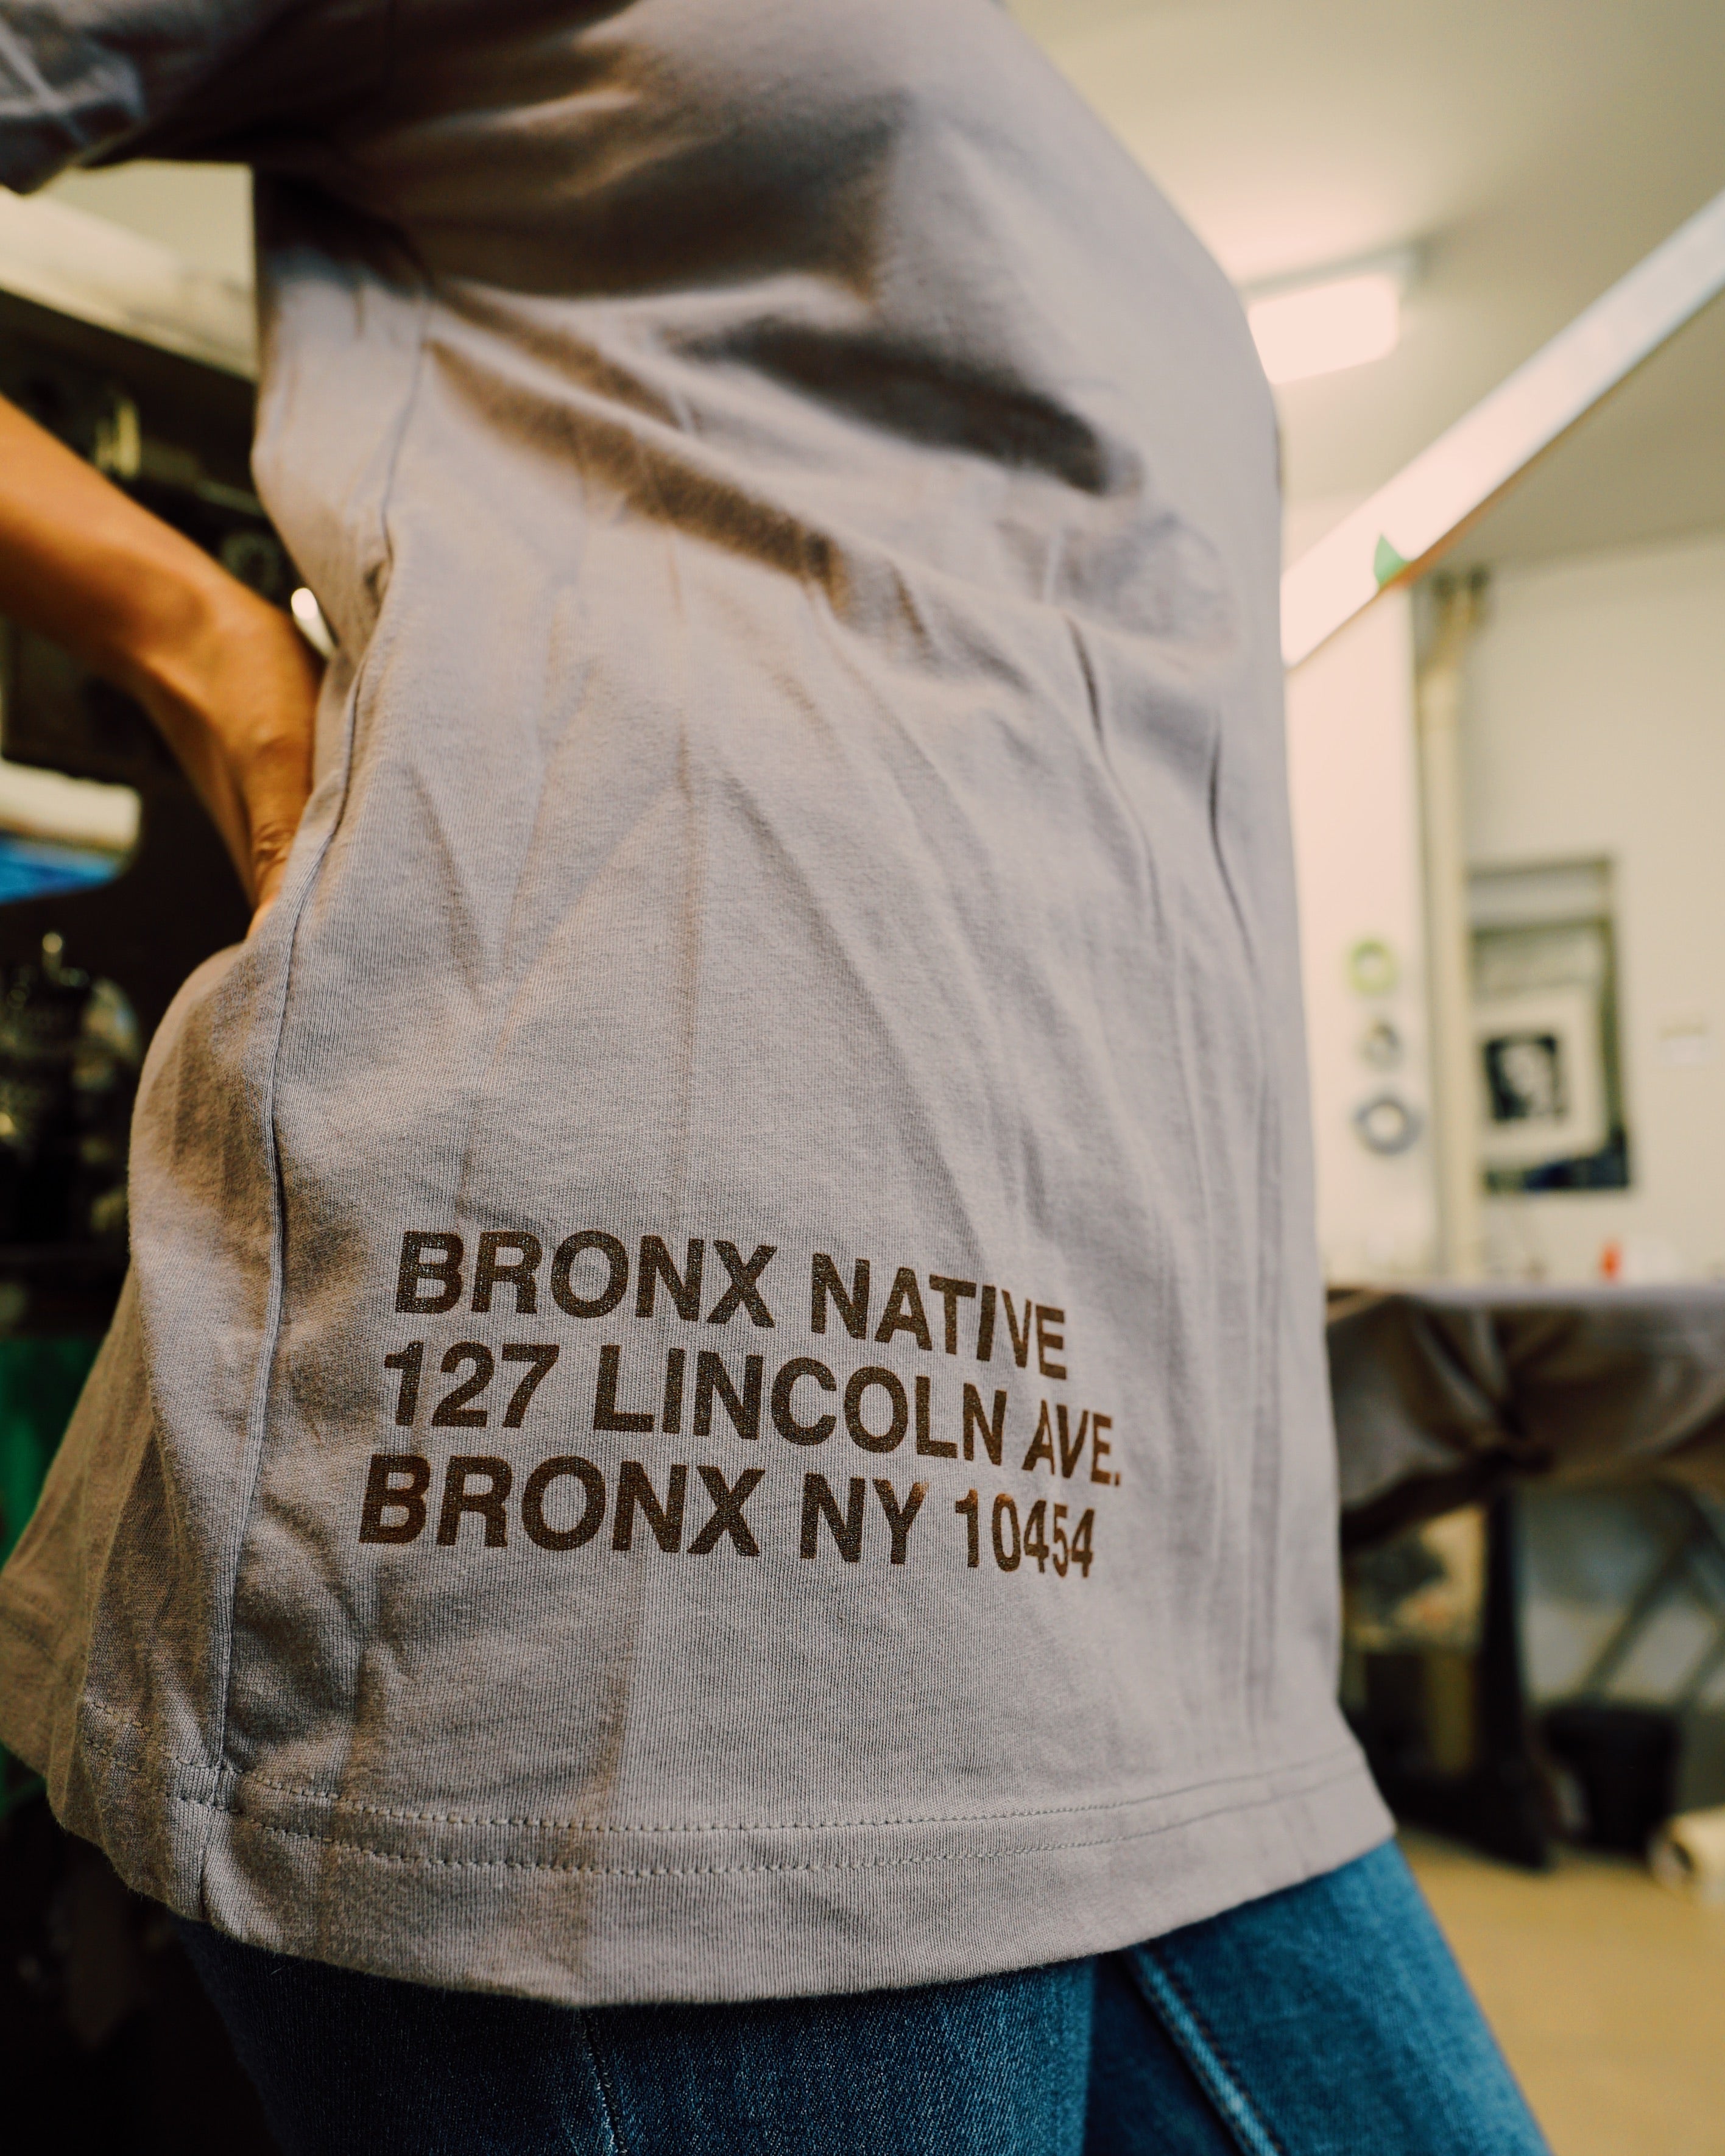 BRONX NATIVE
127 LINCOLN AVE.
BRONX NY 10454